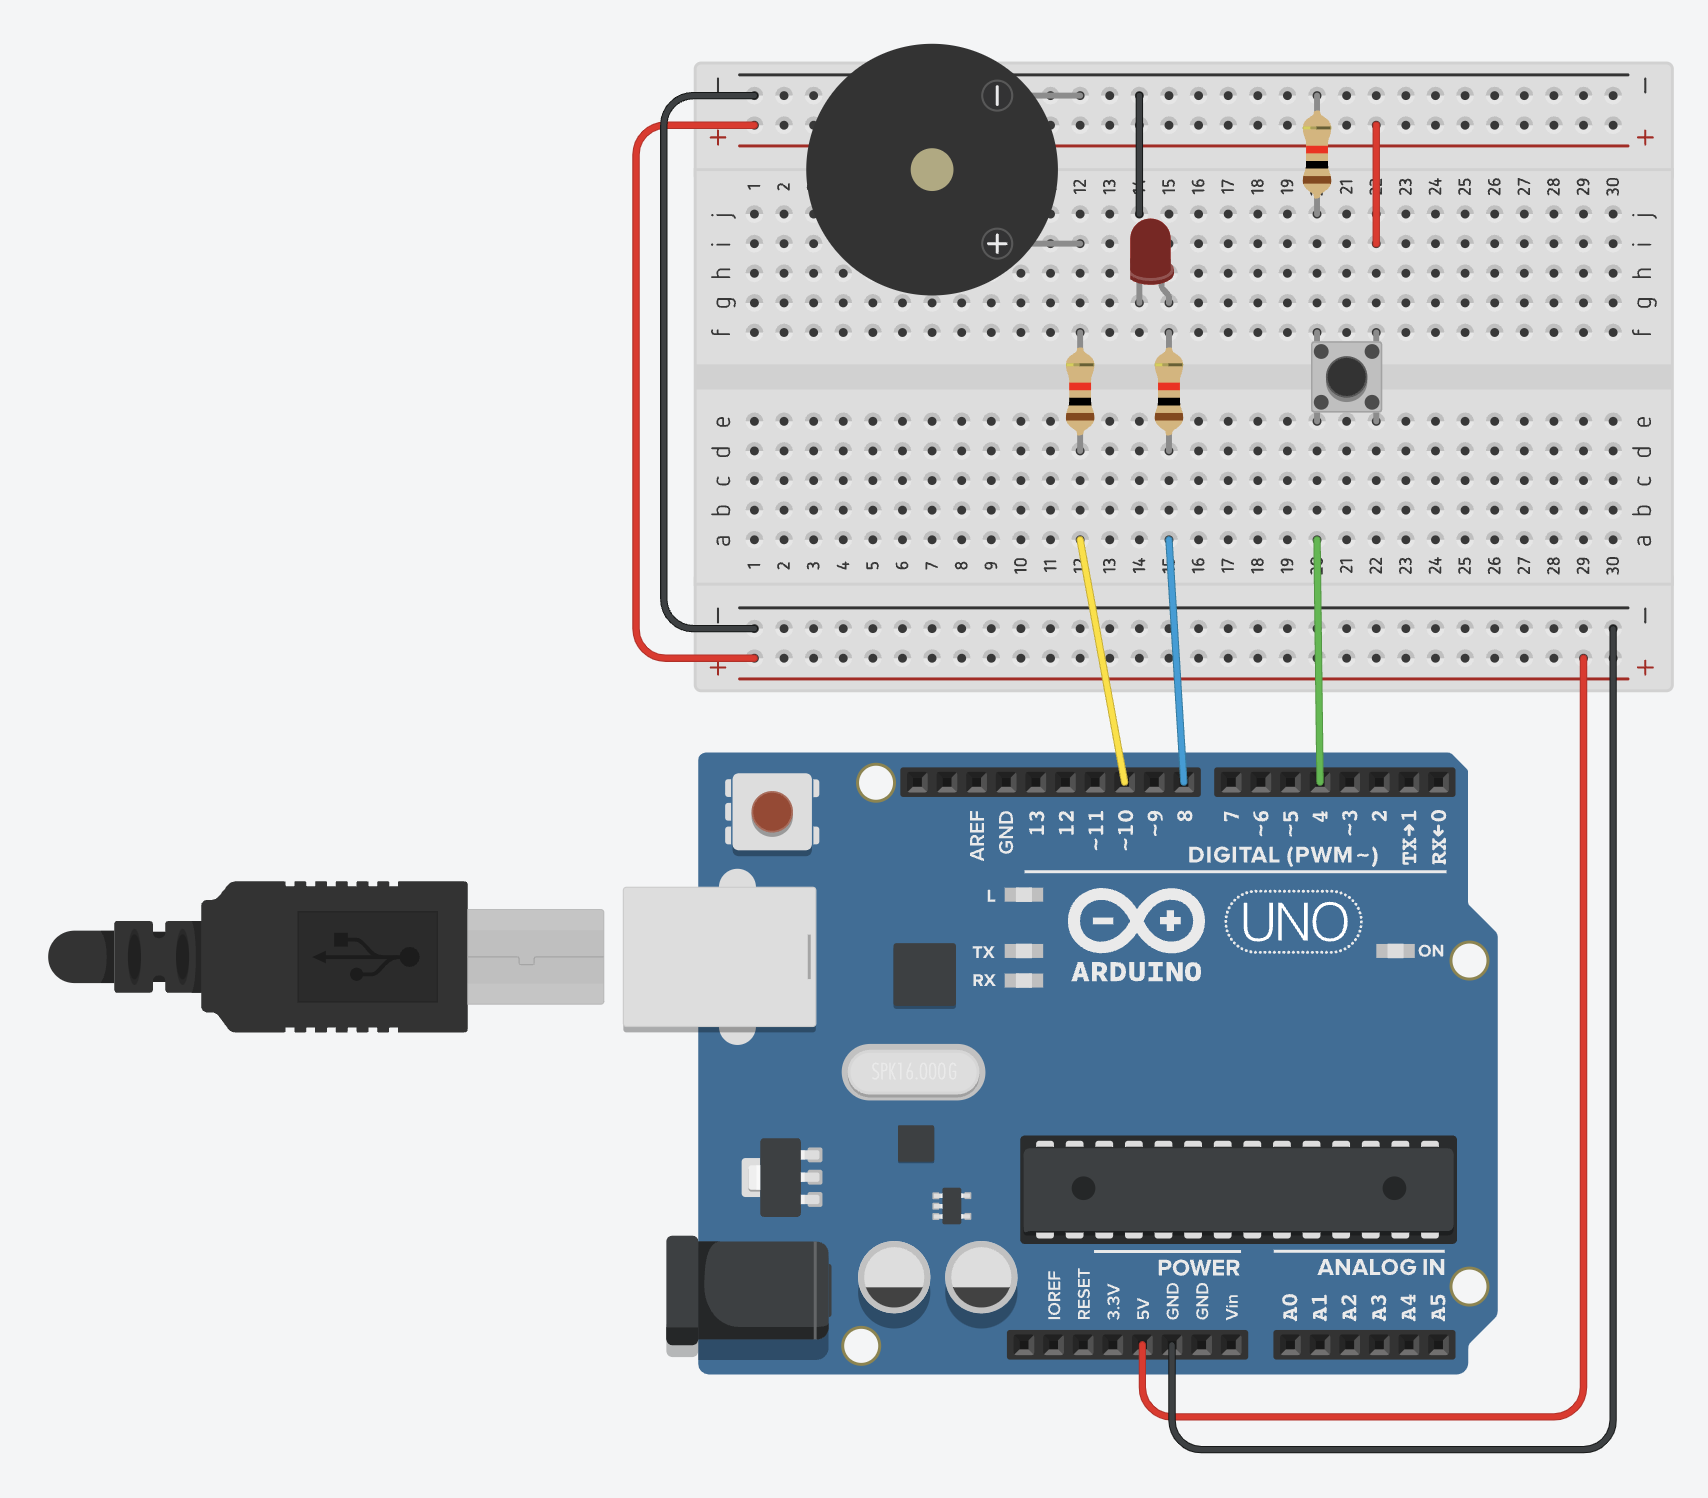 − −
+ +
1 2 12 13 14 15 16 17 18 19 20 21 22 23 24 25 26 27 28 29 30
j j
i i
h h
g g
f f
e e
d d
c c
b b
a a
1 2 3 4 5 6 7 8 9 10 11 12 13 14 15 16 17 18 19 20 21 22 23 24 25 26 27 28 29 30
− −
+ +
AREF GND 13 12 ~11 ~10 ~9 8 7 ~6 ~5 4 ~3 2 TX→1 RX←0
DIGITAL (PWM~)
L
TX
RX
ARDUINO
UNO
ON
SPK16.000G
POWER
ANALOG IN
IOREF RESET 3.3V 5V GND GND Vin
A0 A1 A2 A3 A4 A5